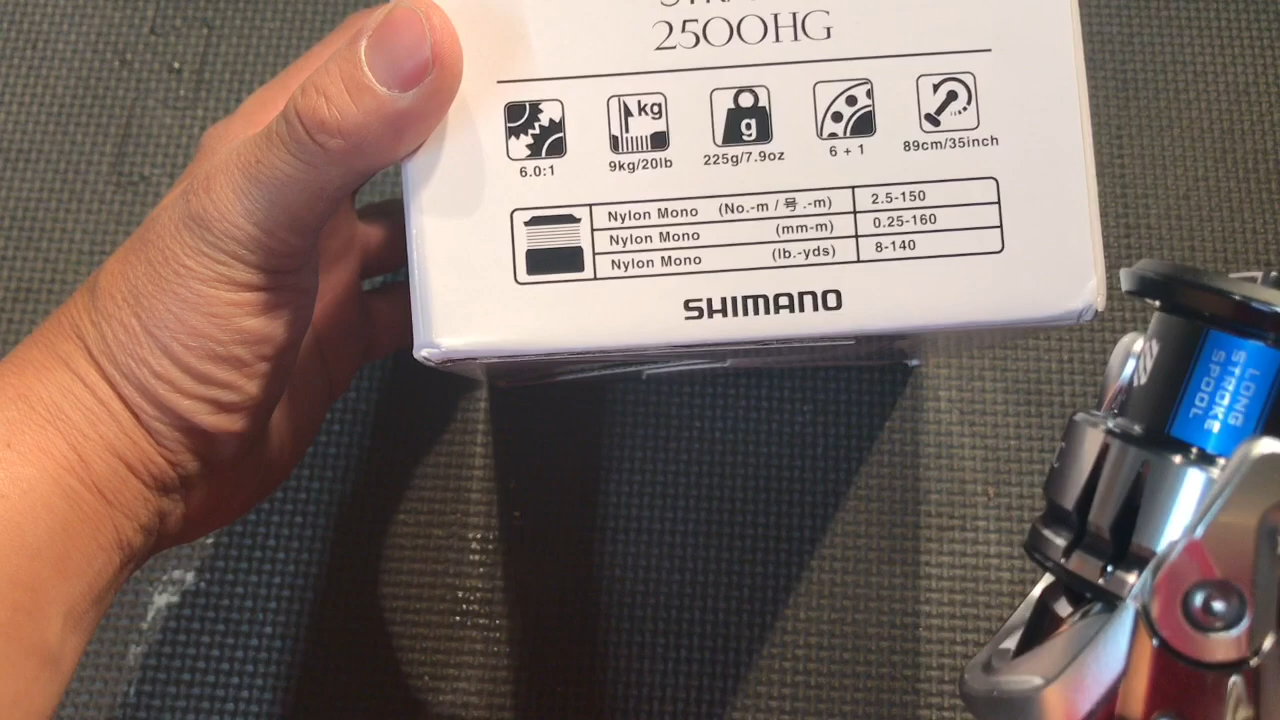 2500HG
kg
g
6.0:1
9kg/20lb
225g/7.9oz
6 + 1
89cm/35inch
Nylon Mono (No.-m / 号.-m) 2.5-150
Nylon Mono (mm-m) 0.25-160
Nylon Mono (lb.-yds) 8-140
SHIMANO
LONG
STROKE
SPOOL